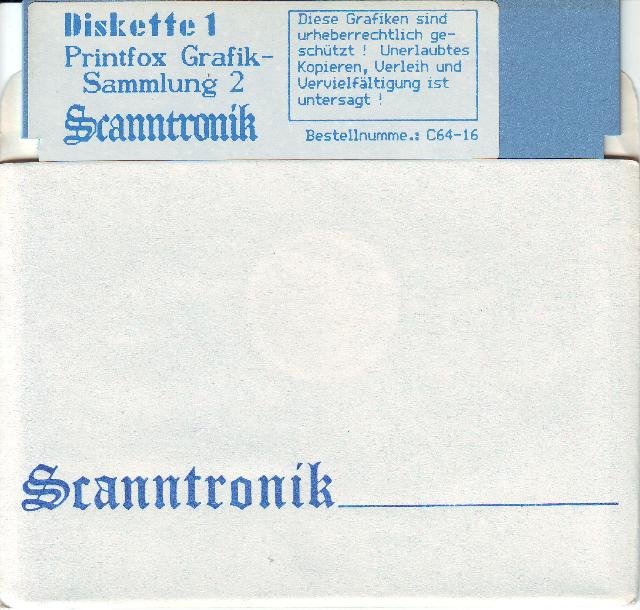 Diskette 1
Printfox Grafik-
Sammlung 2
Scanntronik
Diese Grafiken sind
urheberrechtlich ge-
schützt ! Unerlaubtes
Kopieren, Verleih und
Vervielfältigung ist
untersagt !
Bestellnumme.: C64-16
Scanntronik